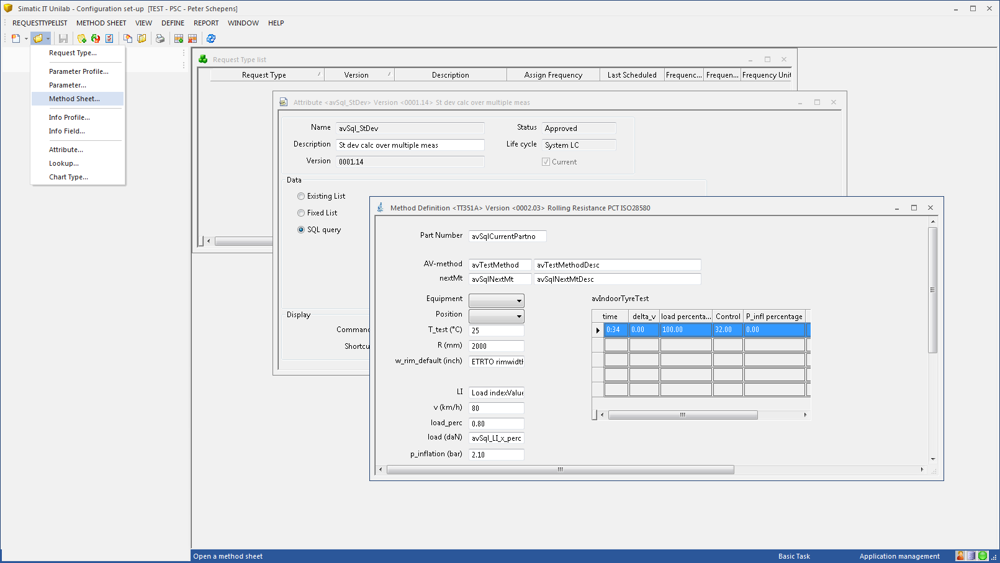 Simatic IT Unilab - Configuration set-up  [TEST - PSC - Peter Schepens]
REQUESTTYPELIST METHOD SHEET VIEW DEFINE REPORT WINDOW HELP
Request Type...
Parameter Profile...
Parameter...
Method Sheet...
Info Profile...
Info Field...
Attribute...
Lookup...
Chart Type...
Request Type list
Request Type Version Description Assign Frequency Last Scheduled Frequenc... Frequen... Frequency Unit
Attribute <avSql_StDev> Version <0001.14> St dev calc over multiple meas
Name avSql_StDev Status Approved
Description St dev calc over multiple meas Life cycle System LC
Version 0001.14 Current
Data
Existing List
Fixed List
SQL query
Display
Command
Shortcu
Method Definition <TT351A> Version <0002.03> Rolling Resistance PCT ISO28580
Part Number avSqlCurrentPartno
AV-method avTestMethod avTestMethodDesc
nextMt avSqlNextMt avSqlNextMtDesc
Equipment
Position
T_test (°C) 25
R (mm) 2000
w_rim_default (inch) ETRTO rimwidth
LI Load indexValue
v (km/h) 80
load_perc 0.80
load (daN) avSql_LI_x_perc
p_inflation (bar) 2.10
avIndoorTyreTest
time delta_v load percenta... Control P_infl percentage
0:34 0.00 100.00 32.00 0.00
Open a method sheet Basic Task Application management